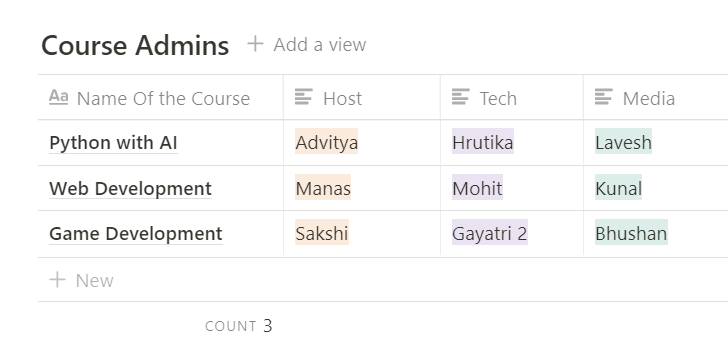 Course Admins + Add a view
Aa Name Of the Course Host Tech Media
Python with AI Advitya Hrutika Lavesh
Web Development Manas Mohit Kunal
Game Development Sakshi Gayatri 2 Bhushan
+ New
COUNT 3